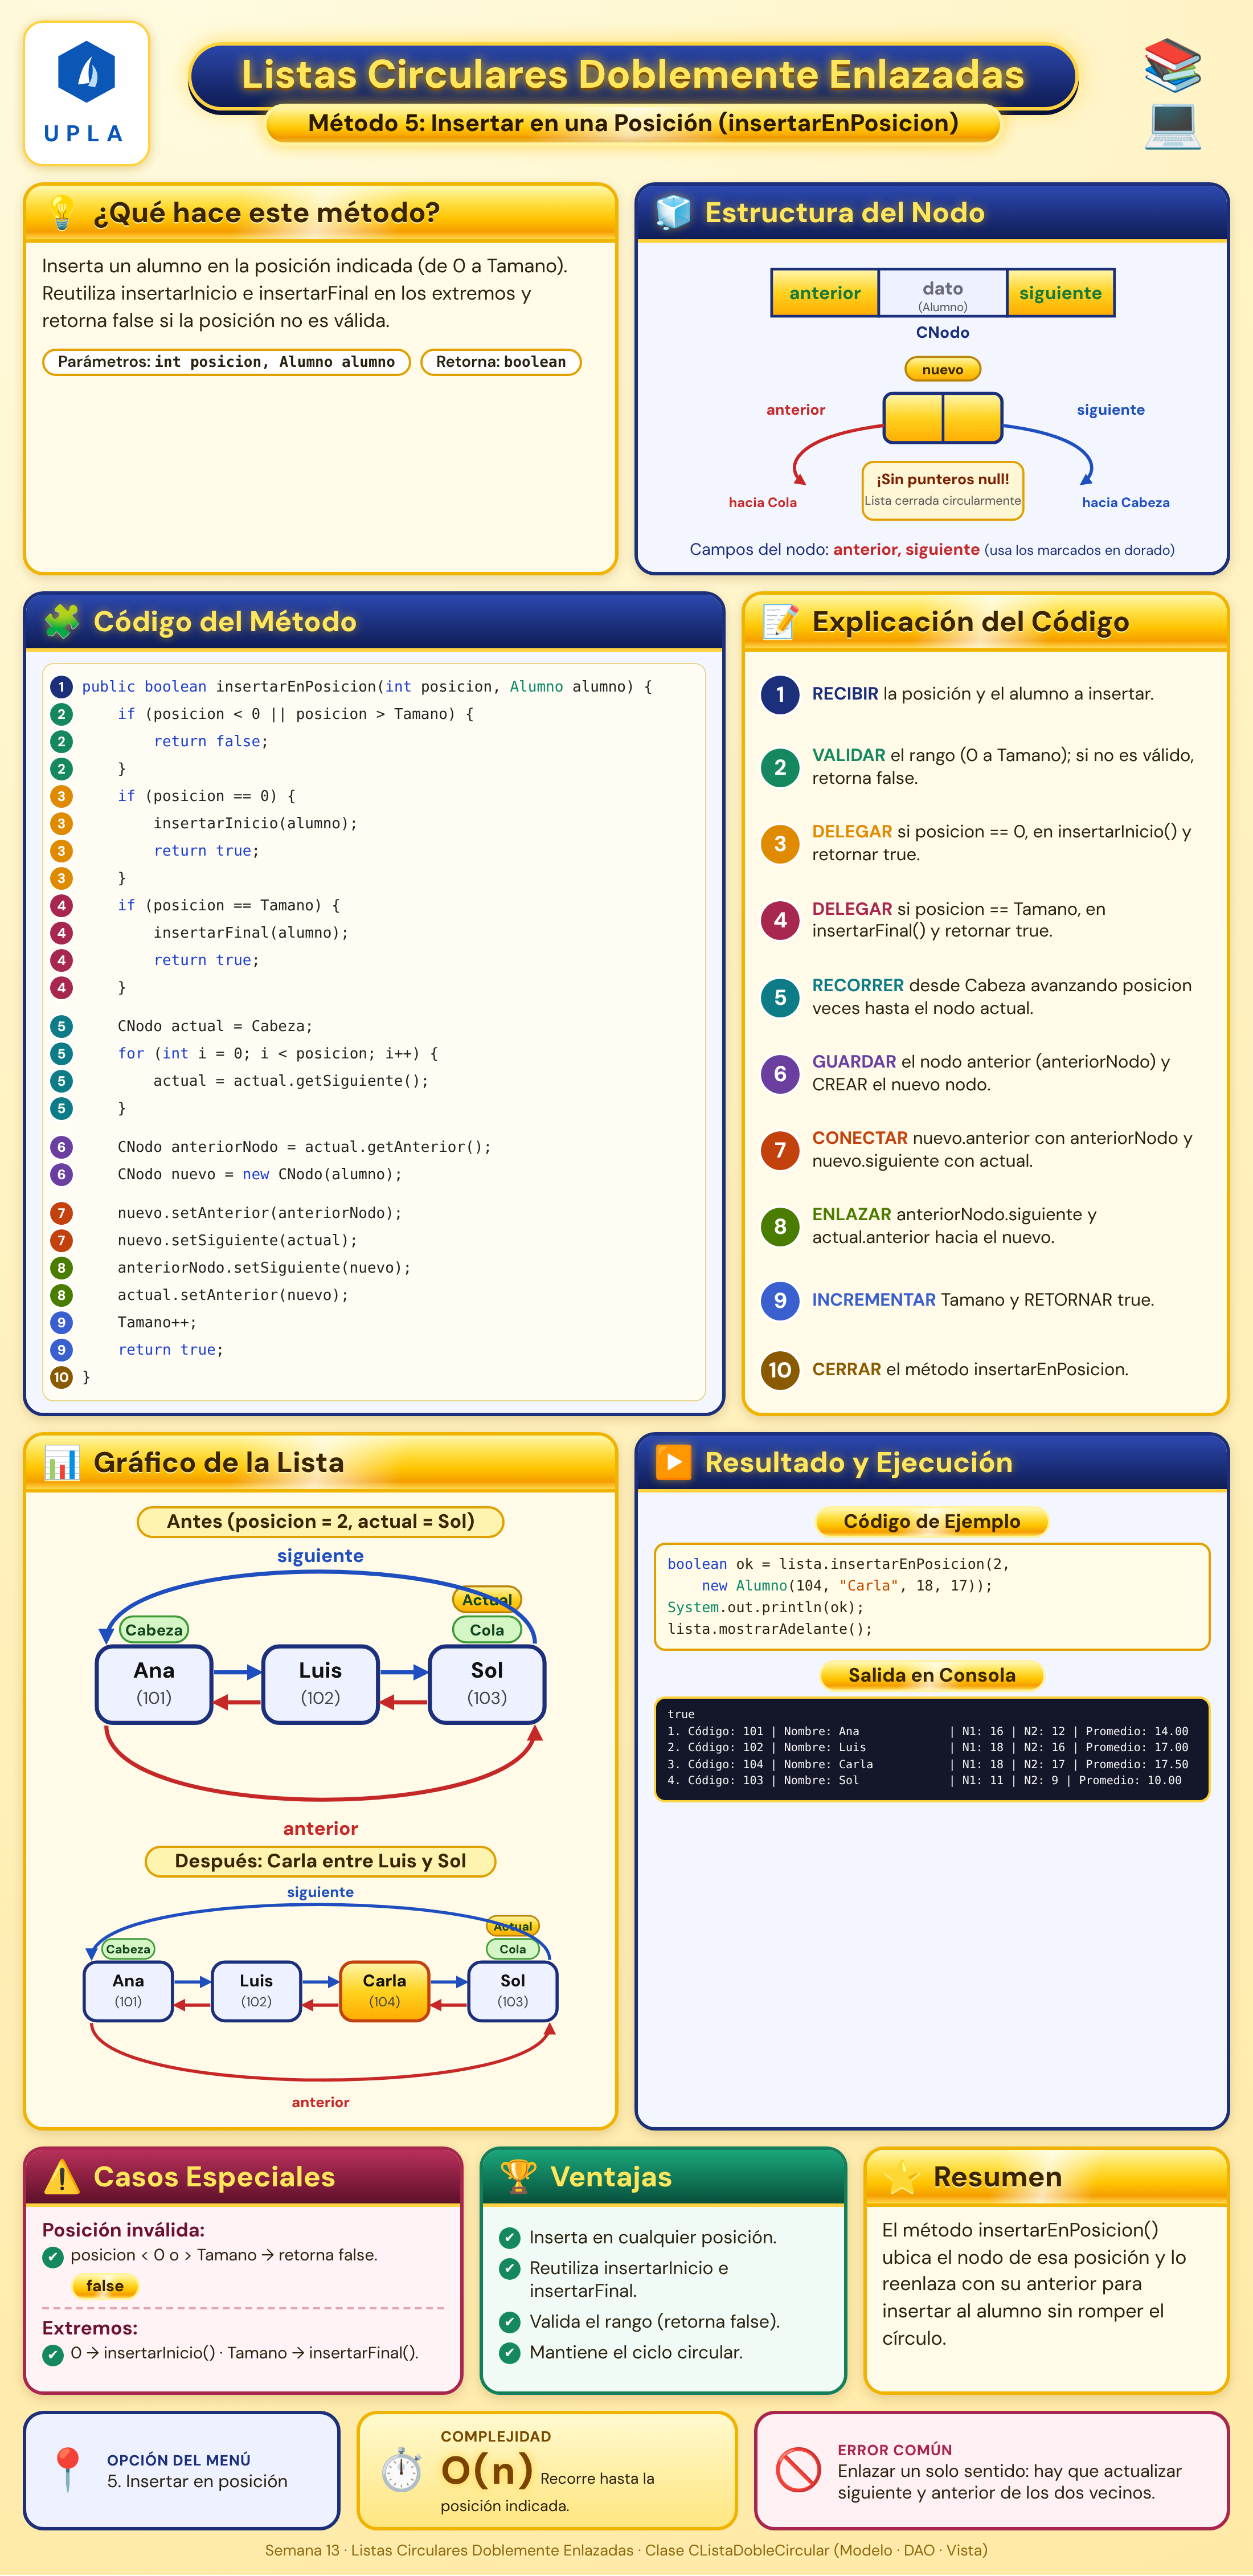 UPLA
Listas Circulares Doblemente Enlazadas
Método 5: Insertar en una Posición (insertarEnPosicion)
¿Qué hace este método?
Inserta un alumno en la posición indicada (de 0 a Tamano).
Reutiliza insertarInicio e insertarFinal en los extremos y
retorna false si la posición no es válida.
Parámetros: int posicion, Alumno alumno
Retorna: boolean
Estructura del Nodo
anterior
dato
(Alumno)
siguiente
CNodo
nuevo
anterior
siguiente
hacia Cola
¡Sin punteros null!
Lista cerrada circularmente
hacia Cabeza
Campos del nodo: anterior, siguiente (usa los marcados en dorado)
Código del Método
1 public boolean insertarEnPosicion(int posicion, Alumno alumno) {
2 if (posicion < 0 || posicion > Tamano) {
2 return false;
2 }
3 if (posicion == 0) {
3 insertarInicio(alumno);
3 return true;
3 }
4 if (posicion == Tamano) {
4 insertarFinal(alumno);
4 return true;
4 }
5 CNodo actual = Cabeza;
5 for (int i = 0; i < posicion; i++) {
5 actual = actual.getSiguiente();
5 }
6 CNodo anteriorNodo = actual.getAnterior();
6 CNodo nuevo = new CNodo(alumno);
7 nuevo.setAnterior(anteriorNodo);
7 nuevo.setSiguiente(actual);
8 anteriorNodo.setSiguiente(nuevo);
8 actual.setAnterior(nuevo);
9 Tamano++;
9 return true;
10 }
Explicación del Código
1 RECIBIR la posición y el alumno a insertar.
2 VALIDAR el rango (0 a Tamano); si no es válido,
retorna false.
3 DELEGAR si posicion == 0, en insertarInicio() y
retornar true.
4 DELEGAR si posicion == Tamano, en
insertarFinal() y retornar true.
5 RECORRER desde Cabeza avanzando posicion
veces hasta el nodo actual.
6 GUARDAR el nodo anterior (anteriorNodo) y
CREAR el nuevo nodo.
7 CONECTAR nuevo.anterior con anteriorNodo y
nuevo.siguiente con actual.
8 ENLAZAR anteriorNodo.siguiente y
actual.anterior hacia el nuevo.
9 INCREMENTAR Tamano y RETORNAR true.
10 CERRAR el método insertarEnPosicion.
Gráfico de la Lista
Antes (posicion = 2, actual = Sol)
siguiente
Actual
Cabeza
Cola
Ana
(101)
Luis
(102)
Sol
(103)
anterior
Después: Carla entre Luis y Sol
siguiente
Actual
Cabeza
Cola
Ana
(101)
Luis
(102)
Carla
(104)
Sol
(103)
anterior
Resultado y Ejecución
Código de Ejemplo
boolean ok = lista.insertarEnPosicion(2,
new Alumno(104, "Carla", 18, 17));
System.out.println(ok);
lista.mostrarAdelante();
Salida en Consola
true
1. Código: 101 | Nombre: Ana | N1: 16 | N2: 12 | Promedio: 14.00
2. Código: 102 | Nombre: Luis | N1: 18 | N2: 16 | Promedio: 17.00
3. Código: 104 | Nombre: Carla | N1: 18 | N2: 17 | Promedio: 17.50
4. Código: 103 | Nombre: Sol | N1: 11 | N2: 9 | Promedio: 10.00
Casos Especiales
Posición inválida:
✔ posicion < 0 o > Tamano → retorna false.
false
Extremos:
✔ 0 → insertarInicio() · Tamano → insertarFinal().
Ventajas
✔ Inserta en cualquier posición.
✔ Reutiliza insertarInicio e
insertarFinal.
✔ Valida el rango (retorna false).
✔ Mantiene el ciclo circular.
Resumen
El método insertarEnPosicion()
ubica el nodo de esa posición y lo
reenlaza con su anterior para
insertar al alumno sin romper el
círculo.
OPCIÓN DEL MENÚ
5. Insertar en posición
COMPLEJIDAD
O(n) Recorre hasta la
posición indicada.
ERROR COMÚN
Enlazar un solo sentido: hay que actualizar
siguiente y anterior de los dos vecinos.
Semana 13 · Listas Circulares Doblemente Enlazadas · Clase CListaDobleCircular (Modelo · DAO · Vista)